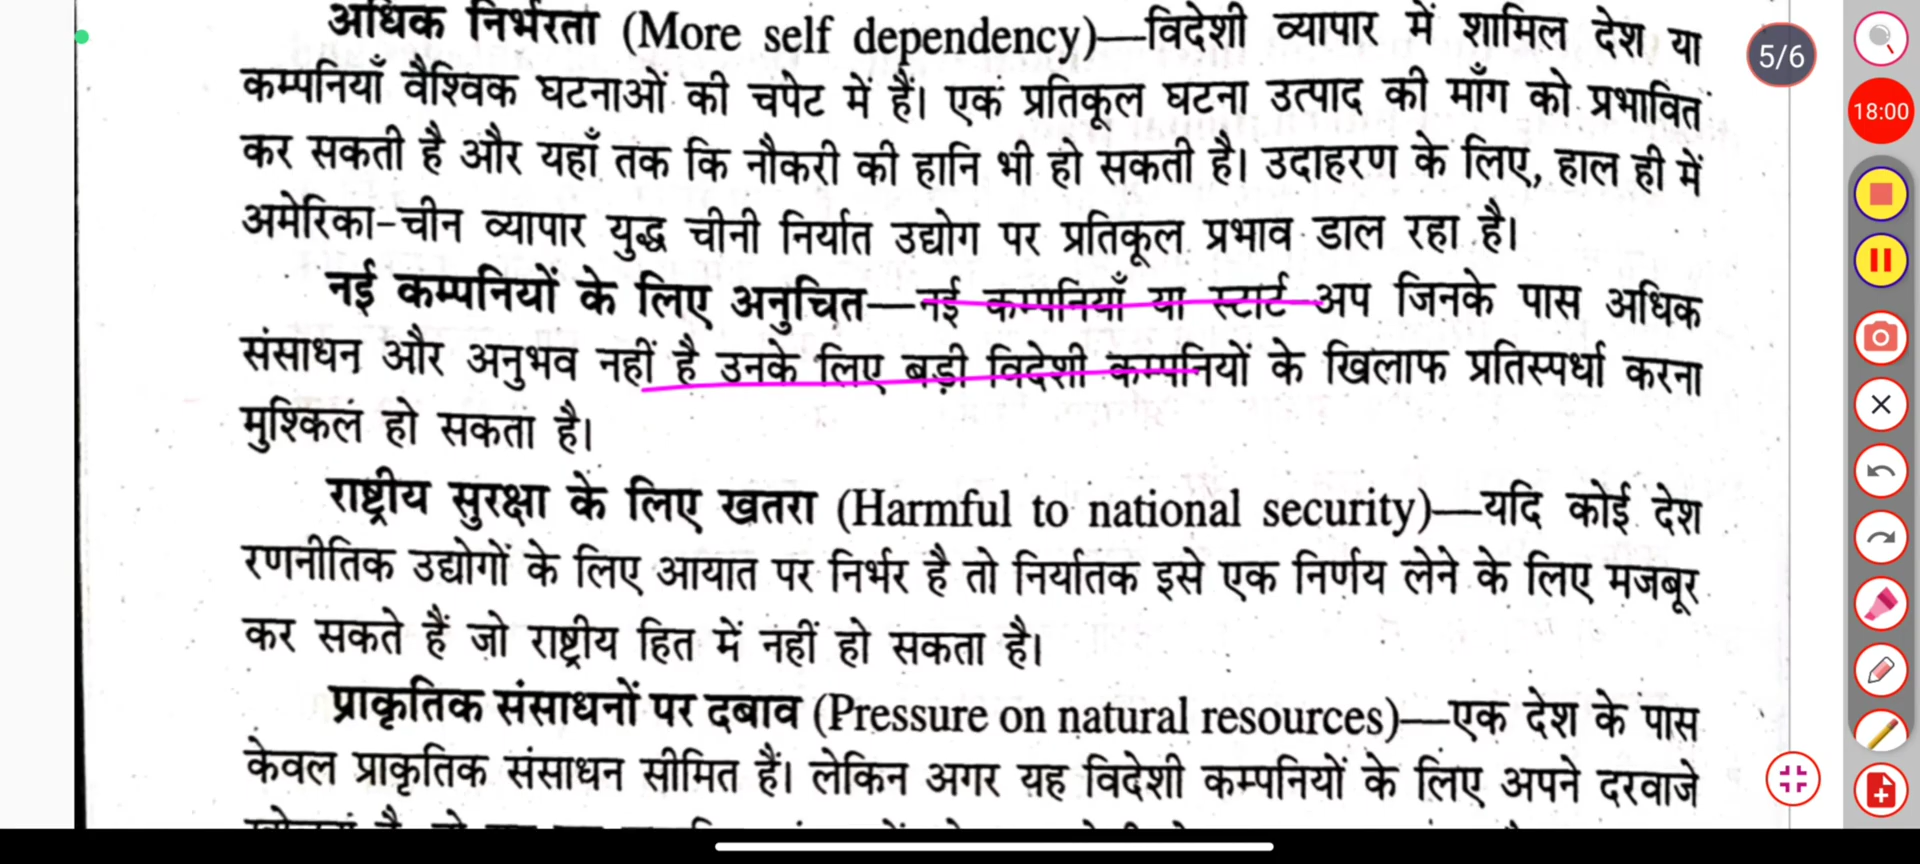 अधिक निर्भरता (More self dependency)—विदेशी व्यापार में शामिल देश या
कम्पनियाँ वैश्विक घटनाओं की चपेट में हैं। एक प्रतिकूल घटना उत्पाद की माँग को प्रभावित
कर सकती है और यहाँ तक कि नौकरी की हानि भी हो सकती है। उदाहरण के लिए, हाल ही में
अमेरिका-चीन व्यापार युद्ध चीनी निर्यात उद्योग पर प्रतिकूल प्रभाव डाल रहा है।
नई कम्पनियों के लिए अनुचित—नई कम्पनियाँ या स्टार्ट अप जिनके पास अधिक
संसाधन और अनुभव नहीं है उनके लिए बड़ी विदेशी कम्पनियों के खिलाफ प्रतिस्पर्धा करना
मुश्किल हो सकता है।
राष्ट्रीय सुरक्षा के लिए खतरा (Harmful to national security)—यदि कोई देश
रणनीतिक उद्योगों के लिए आयात पर निर्भर है तो निर्यातक इसे एक निर्णय लेने के लिए मजबूर
कर सकते हैं जो राष्ट्रीय हित में नहीं हो सकता है।
प्राकृतिक संसाधनों पर दबाव (Pressure on natural resources)—एक देश के पास
केवल प्राकृतिक संसाधन सीमित हैं। लेकिन अगर यह विदेशी कम्पनियों के लिए अपने दरवाजे
5/6
18:00